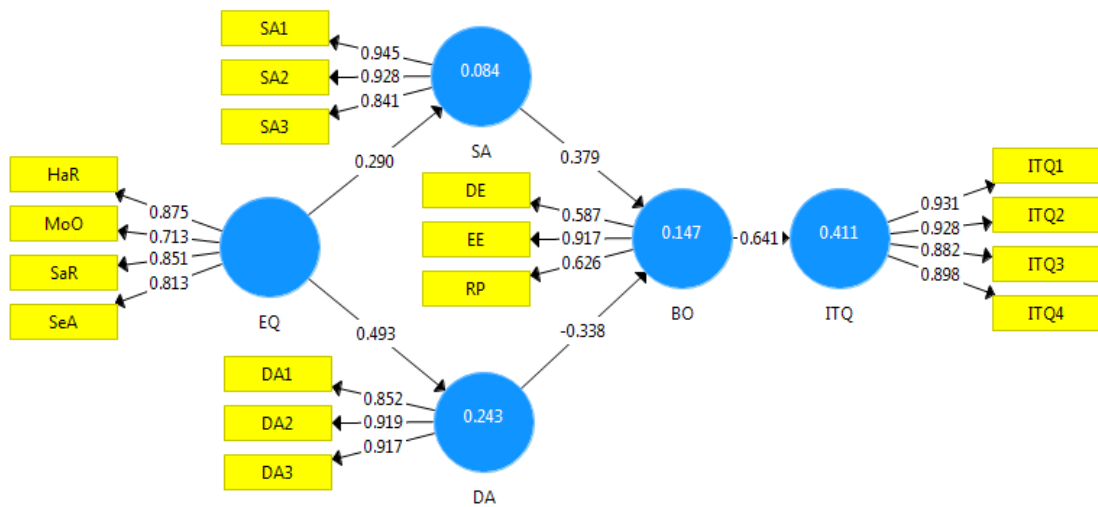 SA1
SA2
SA3
0.945
0.928
0.841
0.084
SA
0.290
0.379
HaR
MoO
SaR
SeA
0.875
0.713
0.851
0.813
EQ
DE
EE
RP
0.587
0.917
0.626
0.147
BO
0.641
0.411
ITQ
0.931
0.928
0.882
0.898
ITQ1
ITQ2
ITQ3
ITQ4
0.493
-0.338
DA1
DA2
DA3
0.852
0.919
0.917
0.243
DA